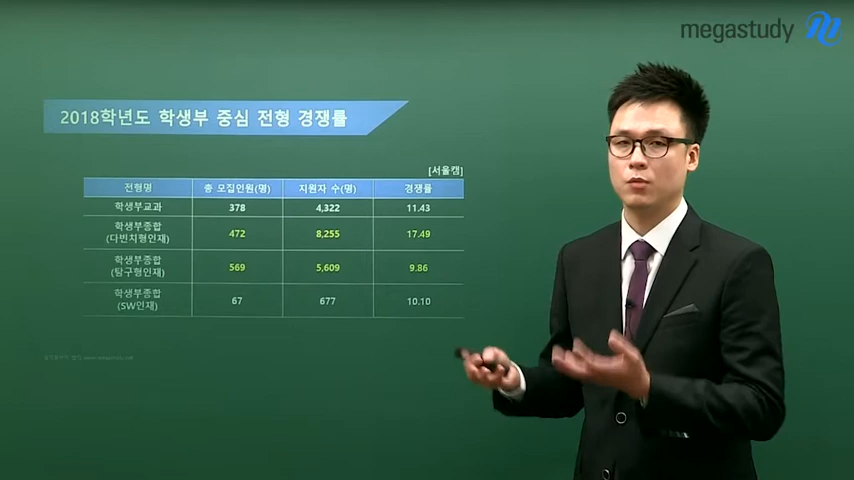 megastudy
2018학년도 학생부 중심 전형 경쟁률
[서울캠]
전형명 총 모집인원(명) 지원자 수(명) 경쟁률
학생부교과 378 4,322 11.43
학생부종합
(다빈치형인재) 472 8,255 17.49
학생부종합
(탐구형인재) 569 5,609 9.86
학생부종합
(SW인재) 67 677 10.10
www.megastudy.net